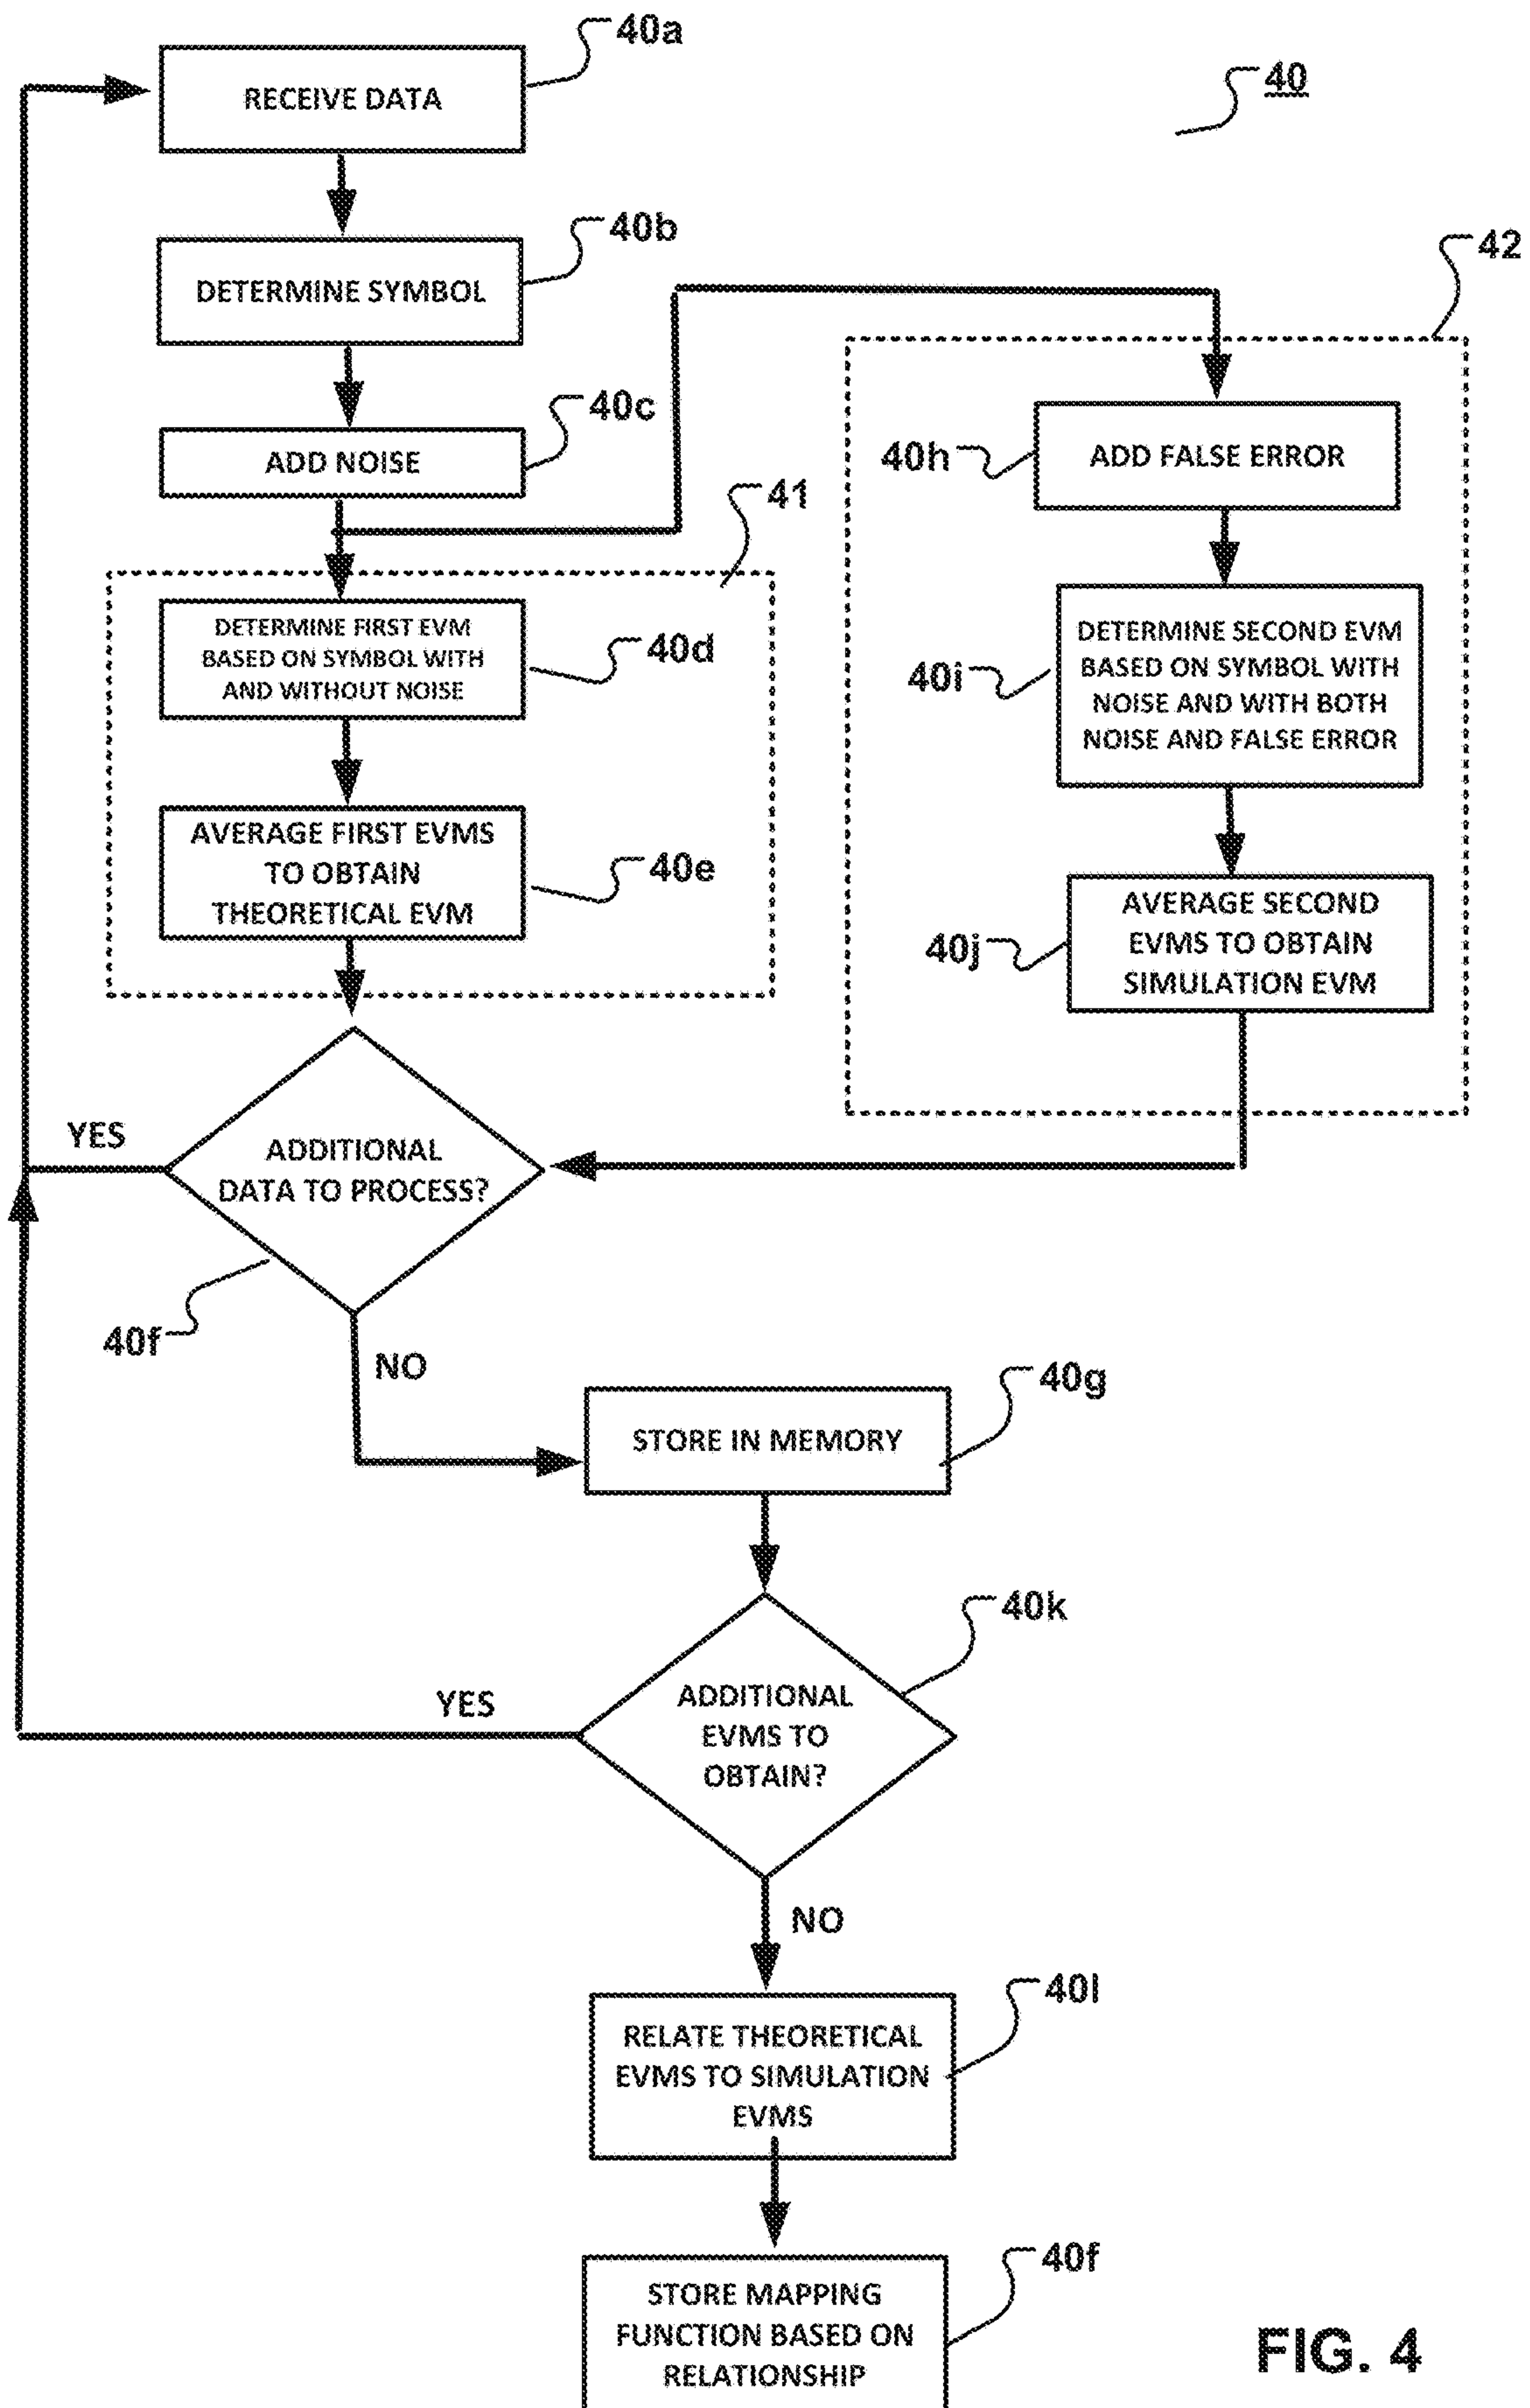 40a
RECEIVE DATA
40
40b
DETERMINE SYMBOL
42
40c
ADD NOISE
41
40h
ADD FALSE ERROR
DETERMINE FIRST EVM
BASED ON SYMBOL WITH
AND WITHOUT NOISE
40d
40i
DETERMINE SECOND EVM
BASED ON SYMBOL WITH
NOISE AND WITH BOTH
NOISE AND FALSE ERROR
AVERAGE FIRST EVMS
TO OBTAIN
THEORETICAL EVM
40e
40j
AVERAGE SECOND
EVMS TO OBTAIN
SIMULATION EVM
YES
ADDITIONAL
DATA TO PROCESS?
40f
NO
40g
STORE IN MEMORY
40k
YES
ADDITIONAL
EVMS TO
OBTAIN?
NO
40l
RELATE THEORETICAL
EVMS TO SIMULATION
EVMS
40f
STORE MAPPING
FUNCTION BASED ON
RELATIONSHIP
FIG. 4